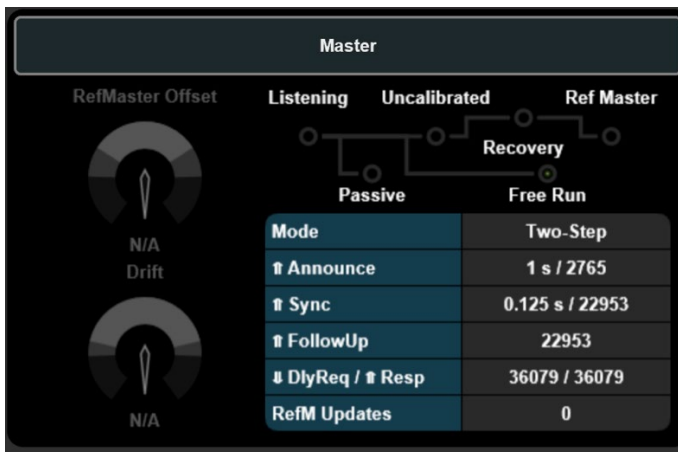 Master
RefMaster Offset
N/A
Drift
N/A
Listening Uncalibrated Ref Master
Recovery
Passive Free Run
Mode Two-Step
⇑ Announce 1 s / 2765
⇑ Sync 0.125 s / 22953
⇑ FollowUp 22953
⇓ DlyReq / ⇑ Resp 36079 / 36079
RefM Updates 0